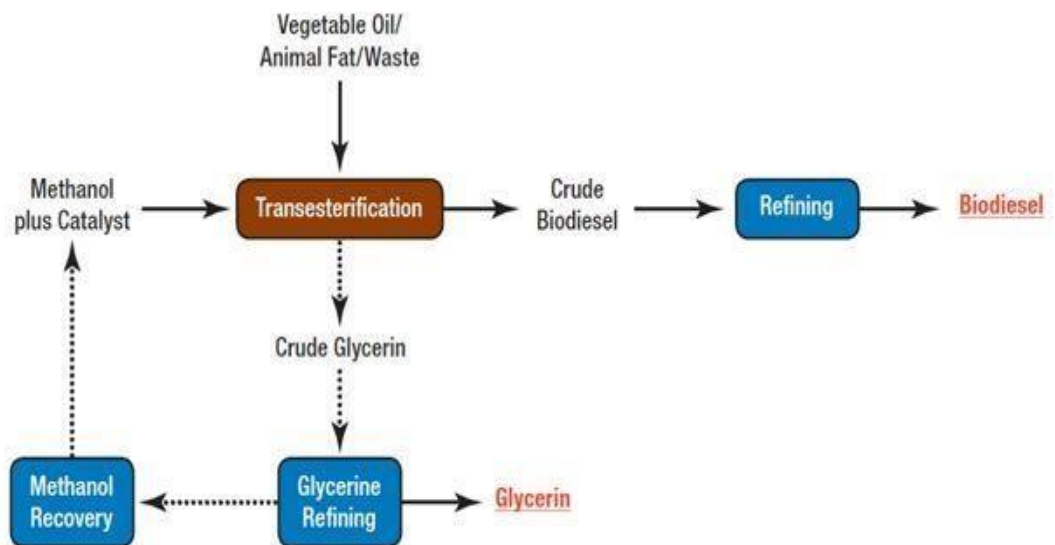 Vegetable Oil/
Animal Fat/Waste
Methanol
plus Catalyst
Transesterification
Crude
Biodiesel
Refining
Biodiesel
Crude Glycerin
Methanol
Recovery
Glycerine
Refining
Glycerin